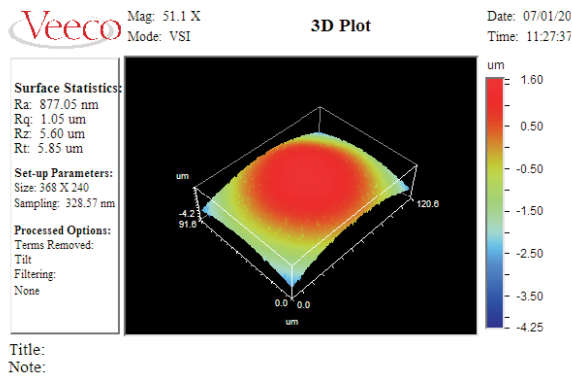 Veeco
Mag: 51.1 X
Mode: VSI
3D Plot
Date: 07/01/20
Time: 11:27:37
Surface Statistics:
Ra: 877.05 nm
Rq: 1.05 um
Rz: 5.60 um
Rt: 5.85 um
Set-up Parameters:
Size: 368 X 240
Sampling: 328.57 nm
Processed Options:
Terms Removed:
Tilt
Filtering:
None
um
-4.2
91.6
120.6
0.0
0.0
um
um
1.60
0.50
-0.50
-1.50
-2.50
-3.50
-4.25
Title:
Note: